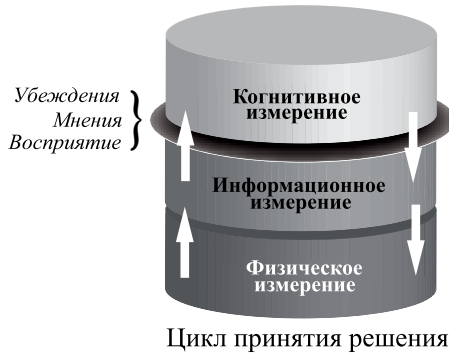 Когнитивное
измерение
Убеждения
Мнения
Восприятие
Информационное
измерение
Физическое
измерение
Цикл принятия решения